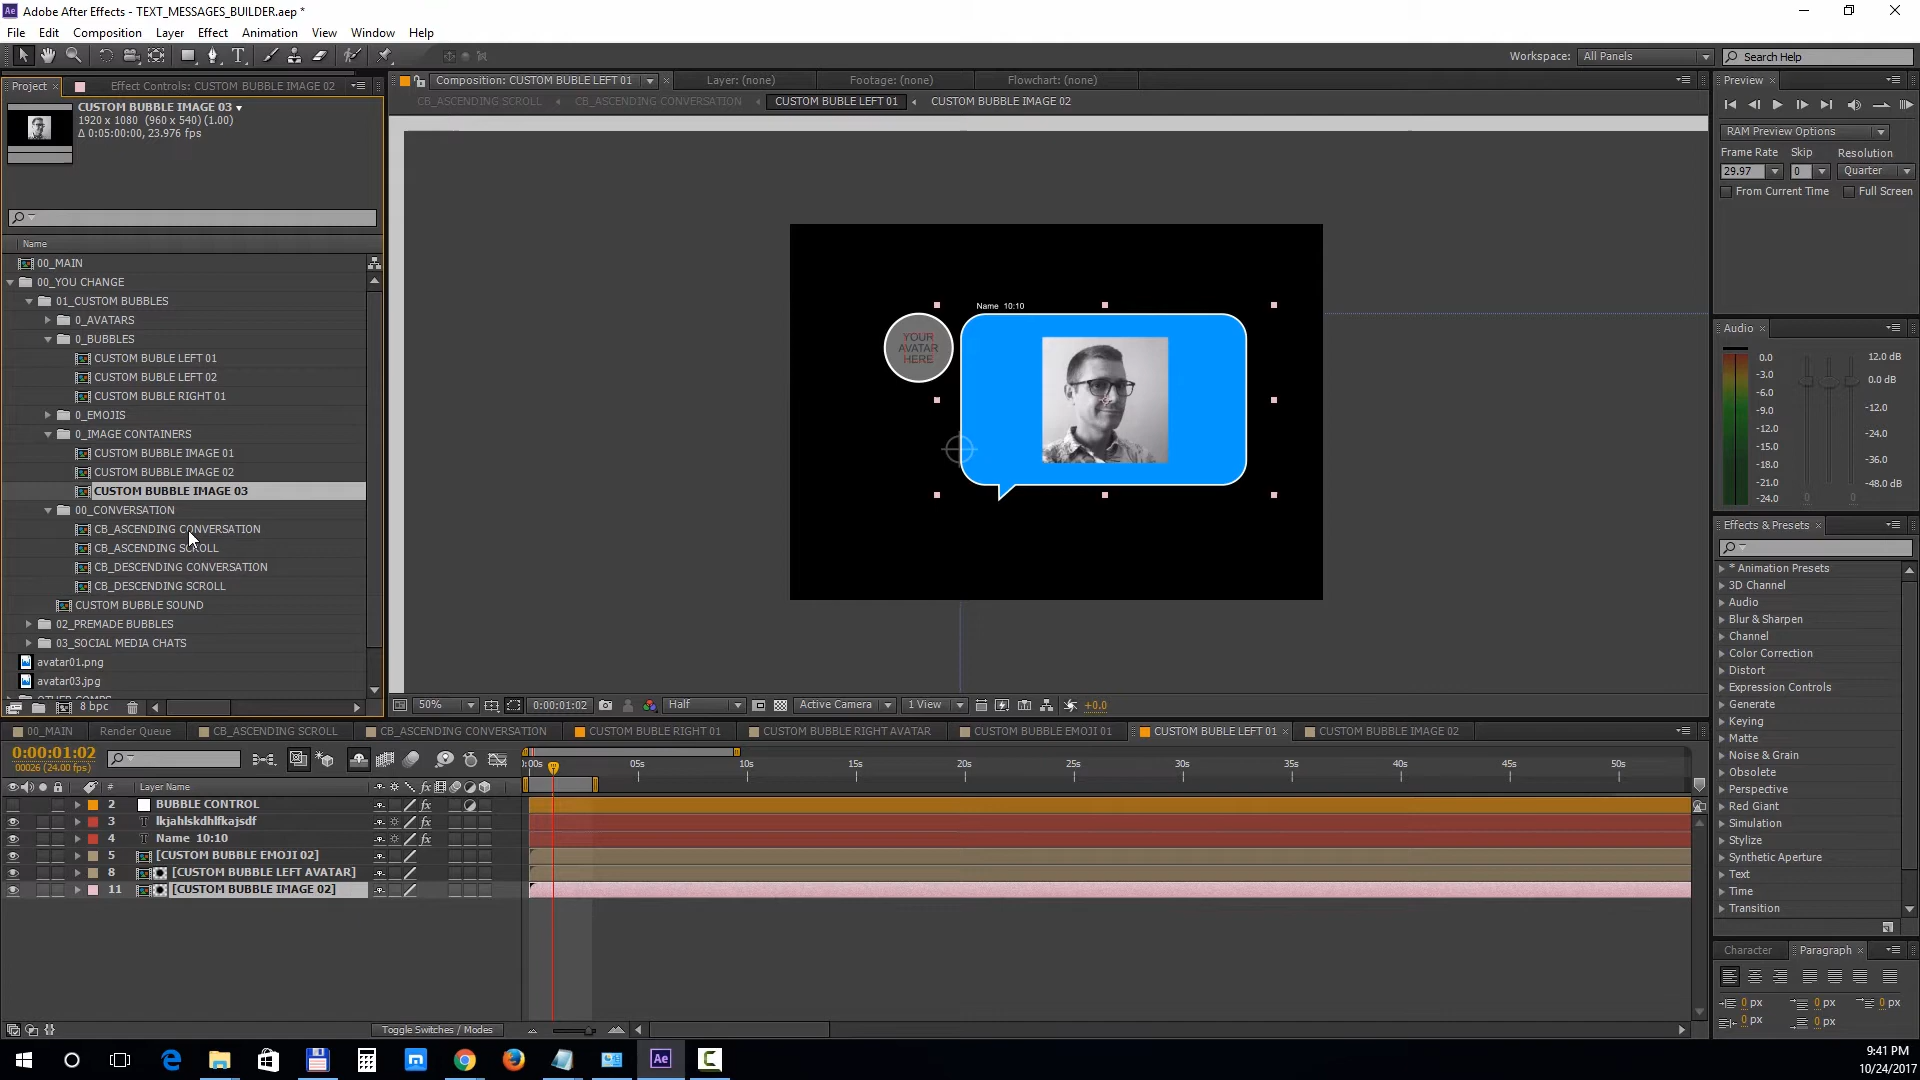 Adobe After Effects - TEXT_MESSAGES_BUILDER.aep *
File Edit Composition Layer Effect Animation View Window Help
Workspace: All Panels Search Help
Project Effect Controls: CUSTOM BUBBLE IMAGE 02
CUSTOM BUBBLE IMAGE 03
1920 x 1080 (960 x 540) (1.00)
Δ 0:05:00:00, 23.976 fps
Name
00_MAIN
00_YOU CHANGE
01_CUSTOM BUBBLES
0_AVATARS
0_BUBBLES
CUSTOM BUBLE LEFT 01
CUSTOM BUBLE LEFT 02
CUSTOM BUBLE RIGHT 01
0_EMOJIS
0_IMAGE CONTAINERS
CUSTOM BUBBLE IMAGE 01
CUSTOM BUBBLE IMAGE 02
CUSTOM BUBBLE IMAGE 03
00_CONVERSATION
CB_ASCENDING CONVERSATION
CB_ASCENDING SCROLL
CB_DESCENDING CONVERSATION
CB_DESCENDING SCROLL
CUSTOM BUBBLE SOUND
02_PREMADE BUBBLES
03_SOCIAL MEDIA CHATS
avatar01.png
avatar03.jpg
8 bpc
Composition: CUSTOM BUBLE LEFT 01 Layer: (none) Footage: (none) Flowchart: (none)
CB_ASCENDING SCROLL CB_ASCENDING CONVERSATION CUSTOM BUBLE LEFT 01 CUSTOM BUBBLE IMAGE 02
Name 10:10
YOUR
AVATAR
HERE
50% 0:00:01:02 Half Active Camera 1 View +0.0
Preview
RAM Preview Options
Frame Rate Skip Resolution
29.97 0 Quarter
From Current Time Full Screen
Audio
0.0 12.0 dB
-3.0 0.0 dB
-6.0
-9.0 -12.0
-12.0
-15.0 -24.0
-18.0 -36.0
-21.0
-24.0 0 0 -48.0 dB
Effects & Presets
* Animation Presets
3D Channel
Audio
Blur & Sharpen
Channel
Color Correction
Distort
Expression Controls
Generate
Keying
Matte
Noise & Grain
Obsolete
Perspective
Red Giant
Simulation
Stylize
Synthetic Aperture
Text
Time
Transition
Character Paragraph
0 px 0 px 0 px
0 px 0 px
00_MAIN Render Queue CB_ASCENDING SCROLL CB_ASCENDING CONVERSATION CUSTOM BUBLE RIGHT 01 CUSTOM BUBBLE RIGHT AVATAR CUSTOM BUBBLE EMOJI 01 CUSTOM BUBLE LEFT 01 CUSTOM BUBBLE IMAGE 02
0:00:01:02
00026 (24.00 fps)
:00s 05s 10s 15s 20s 25s 30s 35s 40s 45s 50s
# Layer Name
2 BUBBLE CONTROL
3 lkjahlskdhlfkajsdf
4 Name 10:10
5 [CUSTOM BUBBLE EMOJI 02]
8 [CUSTOM BUBBLE LEFT AVATAR]
11 [CUSTOM BUBBLE IMAGE 02]
Toggle Switches / Modes
9:41 PM
10/24/2017